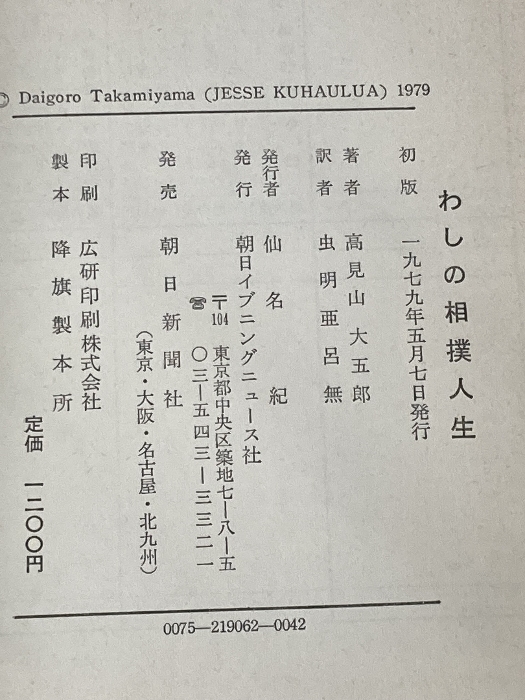 © Daigoro Takamiyama (JESSE KUHAULUA) 1979
わしの相撲人生
初版 一九七九年五月七日発行
著者 高見山大五郎
訳者 虫明亜呂無
発行者 仙名紀
発行 朝日イブニングニュース社
〒104 東京都中央区築地七―八―五
☎ 〇三―五四三―三三二一
発売 朝日新聞社
(東京・大阪・名古屋・北九州)
印刷 広研印刷株式会社
製本 降旗製本所
定価 一二〇〇円
0075―219062―0042